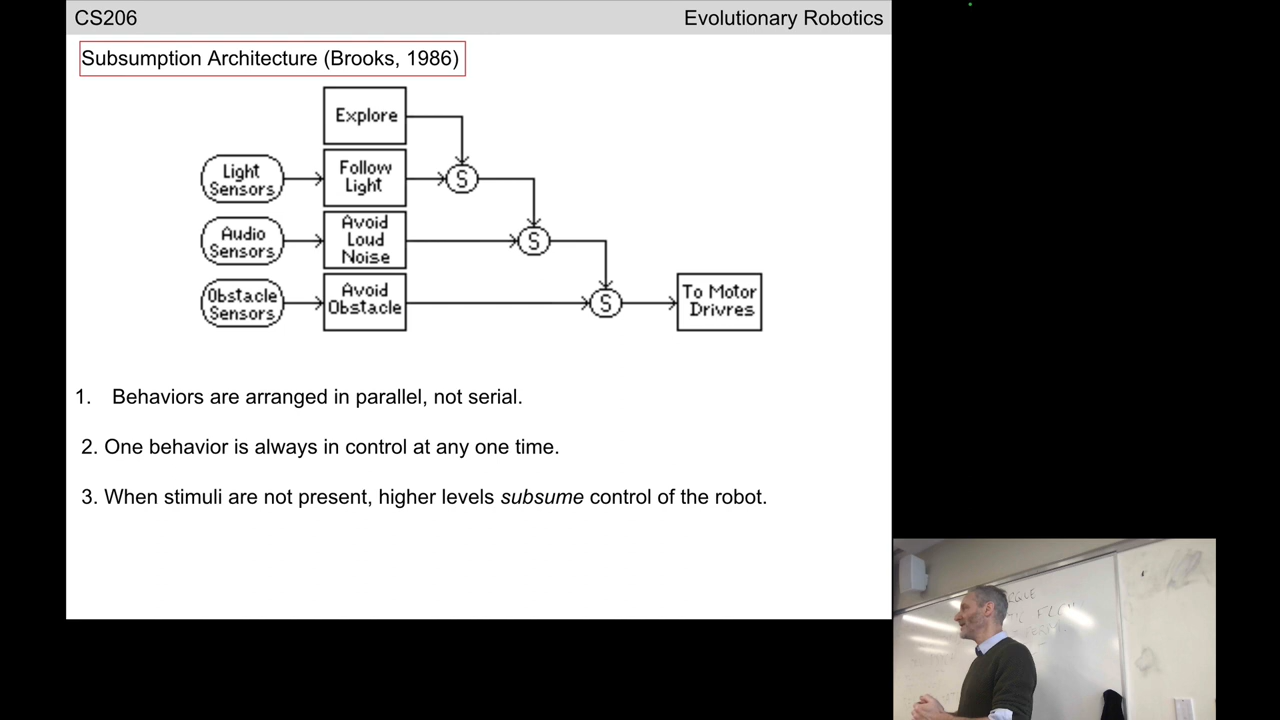 CS206
Evolutionary Robotics
Subsumption Architecture (Brooks, 1986)
Explore
Light
Sensors
Follow
Light
S
Audio
Sensors
Avoid
Loud
Noise
S
Obstacle
Sensors
Avoid
Obstacle
S
To Motor
Drivres
1. Behaviors are arranged in parallel, not serial.
2. One behavior is always in control at any one time.
3. When stimuli are not present, higher levels subsume control of the robot.